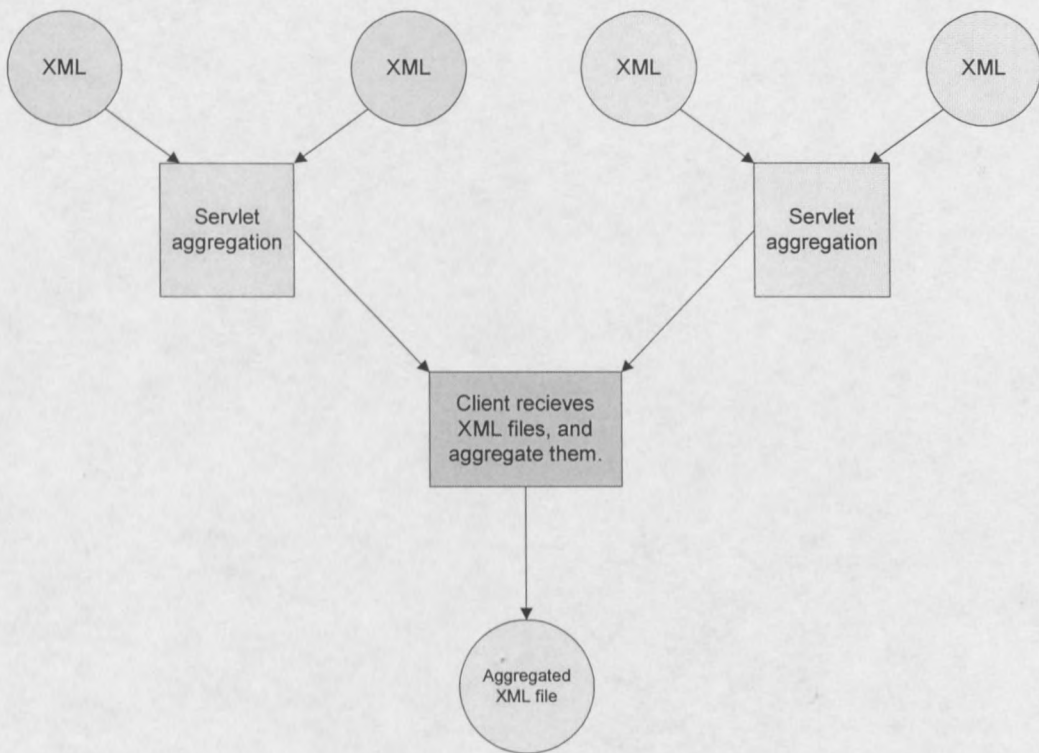 XML
XML
XML
XML
Servlet
aggregation
Servlet
aggregation
Client recieves
XML files, and
aggregate them.
Aggregated
XML file